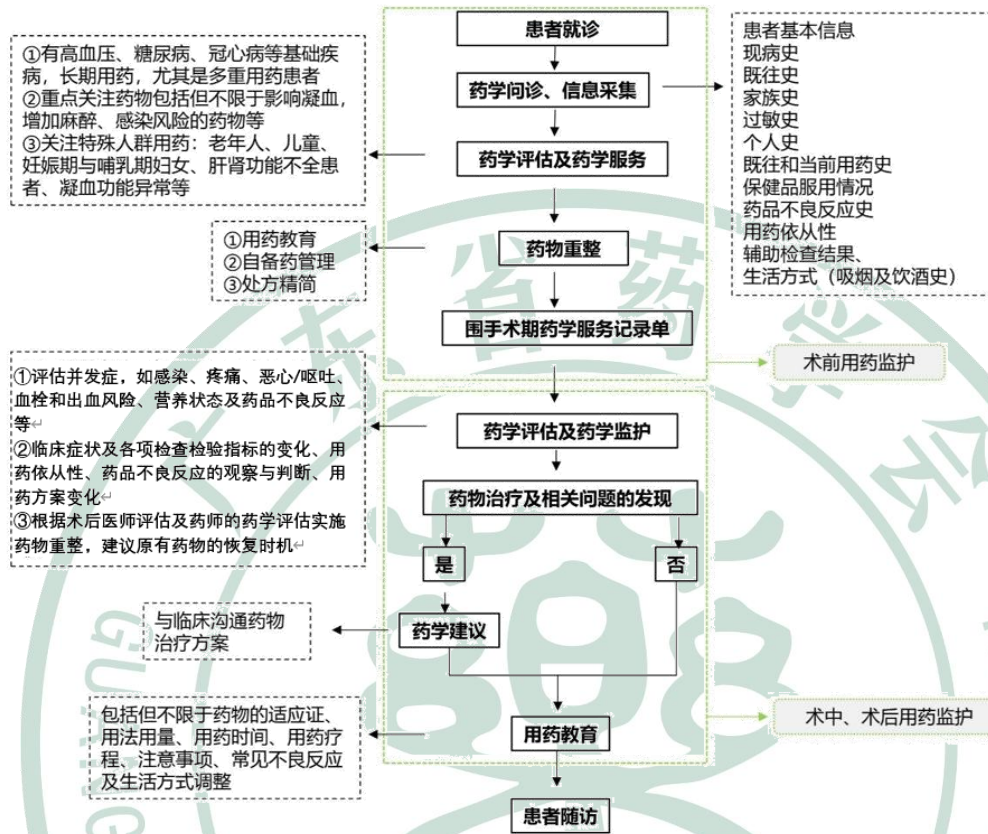 患者就诊
药学问诊、信息采集
药学评估及药学服务
药物重整
围手术期药学服务记录单
①有高血压、糖尿病、冠心病等基础疾
病，长期用药，尤其是多重用药患者
②重点关注药物包括但不限于影响凝血，
增加麻醉、感染风险的药物等
③关注特殊人群用药：老年人、儿童、
妊娠期与哺乳期妇女、肝肾功能不全患
者、凝血功能异常等
①用药教育
②自备药管理
③处方精简
患者基本信息
现病史
既往史
家族史
过敏史
个人史
既往和当前用药史
保健品服用情况
药品不良反应史
用药依从性
辅助检查结果、
生活方式（吸烟及饮酒史）
术前用药监护
①评估并发症，如感染、疼痛、恶心/呕吐、
血栓和出血风险、营养状态及药品不良反应
等↵
②临床症状及各项检查检验指标的变化、用
药依从性、药品不良反应的观察与判断、用
药方案变化↵
③根据术后医师评估及药师的药学评估实施
药物重整，建议原有药物的恢复时机↵
药学评估及药学监护
药物治疗及相关问题的发现
是
否
药学建议
与临床沟通药物
治疗方案
用药教育
包括但不限于药物的适应证、
用法用量、用药时间、用药疗
程、注意事项、常见不良反应
及生活方式调整
术中、术后用药监护
患者随访
广东省药学会
GUANG